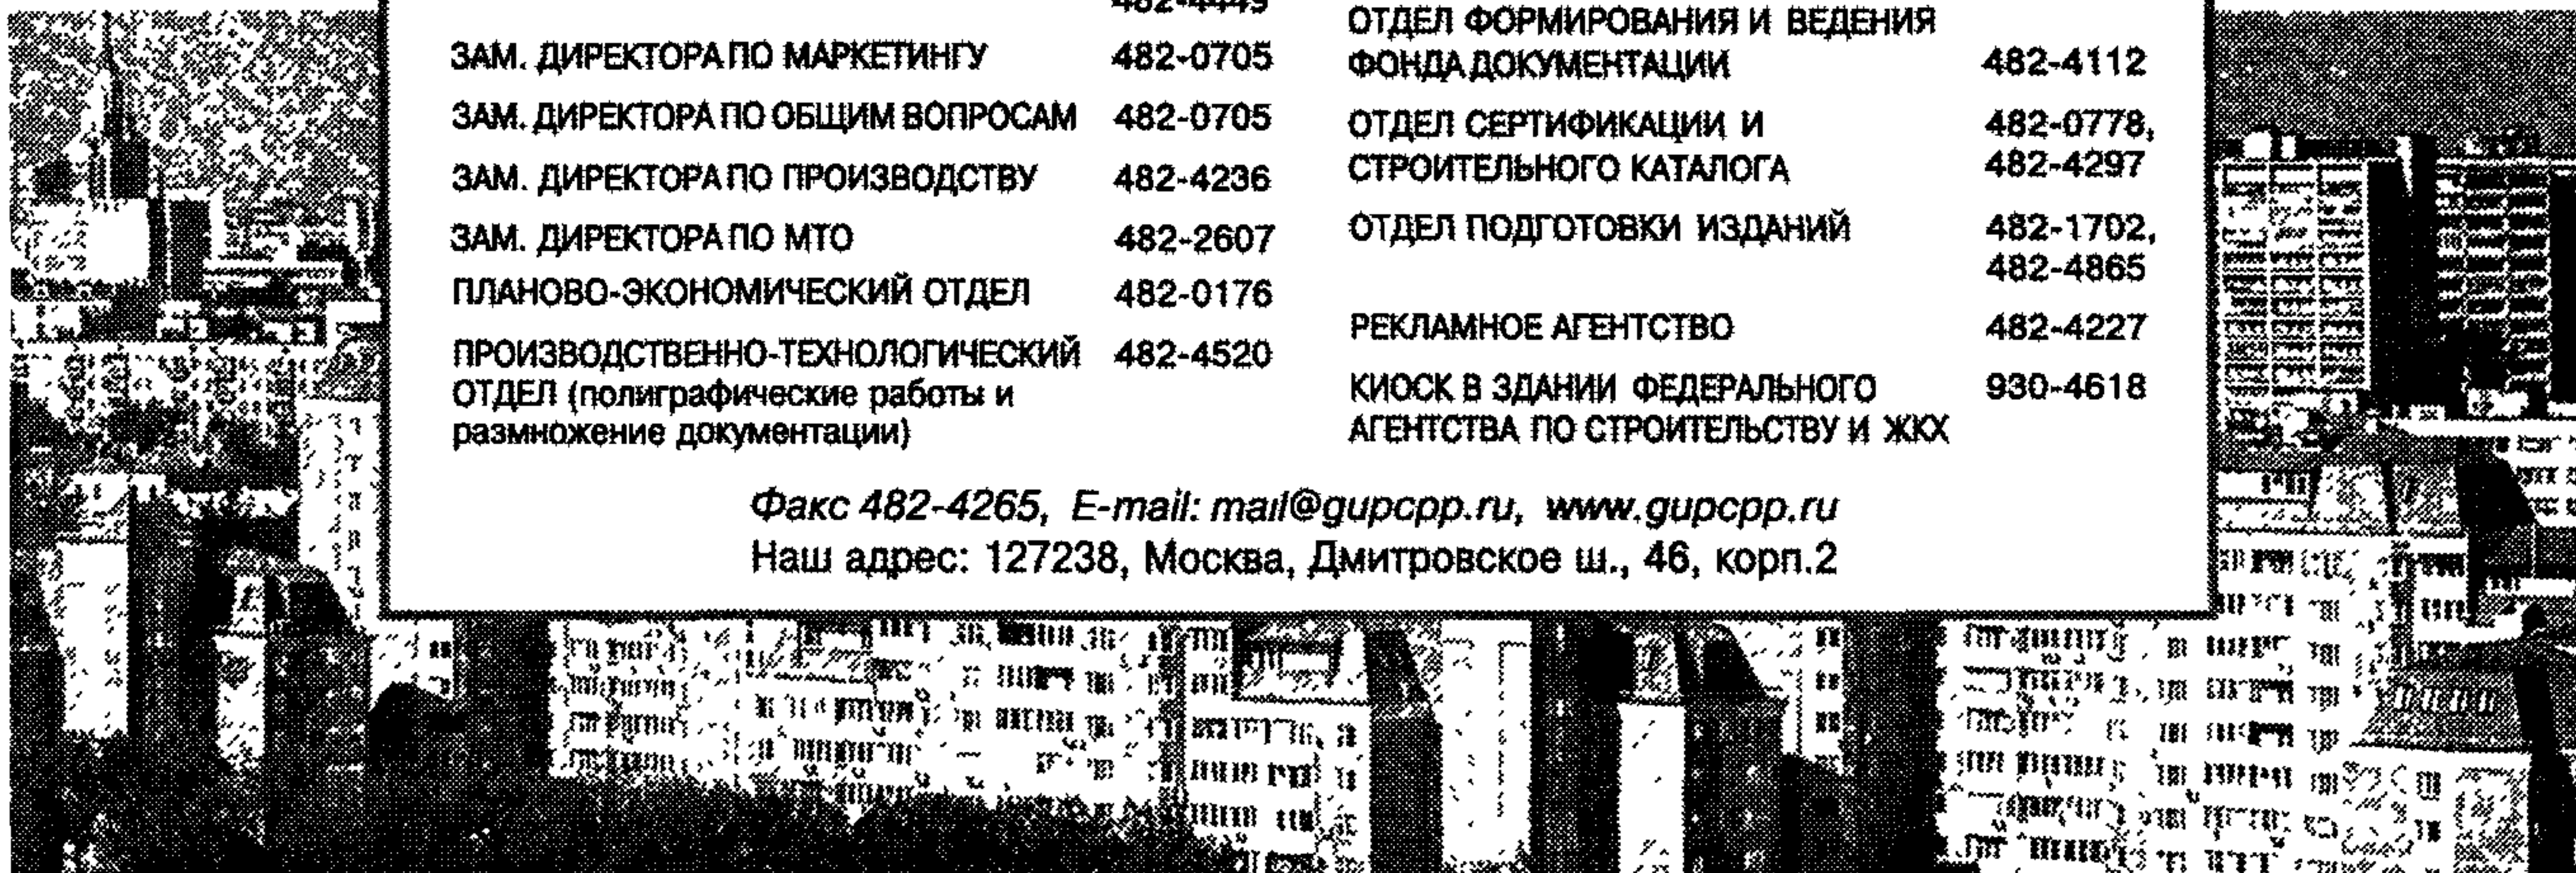 482-4449
ЗАМ. ДИРЕКТОРА ПО МАРКЕТИНГУ 482-0705
ЗАМ. ДИРЕКТОРА ПО ОБЩИМ ВОПРОСАМ 482-0705
ЗАМ. ДИРЕКТОРА ПО ПРОИЗВОДСТВУ 482-4236
ЗАМ. ДИРЕКТОРА ПО МТО 482-2607
ПЛАНОВО-ЭКОНОМИЧЕСКИЙ ОТДЕЛ 482-0176
ПРОИЗВОДСТВЕННО-ТЕХНОЛОГИЧЕСКИЙ 482-4520
ОТДЕЛ (полиграфические работы и
размножение документации)
ОТДЕЛ ФОРМИРОВАНИЯ И ВЕДЕНИЯ
ФОНДА ДОКУМЕНТАЦИИ 482-4112
ОТДЕЛ СЕРТИФИКАЦИИ И 482-0778,
СТРОИТЕЛЬНОГО КАТАЛОГА 482-4297
ОТДЕЛ ПОДГОТОВКИ ИЗДАНИЙ 482-1702,
482-4865
РЕКЛАМНОЕ АГЕНТСТВО 482-4227
КИОСК В ЗДАНИИ ФЕДЕРАЛЬНОГО 930-4618
АГЕНТСТВА ПО СТРОИТЕЛЬСТВУ И ЖКХ
Факс 482-4265, E-mail: mail@gupcpp.ru, www.gupcpp.ru
Наш адрес: 127238, Москва, Дмитровское ш., 46, корп.2